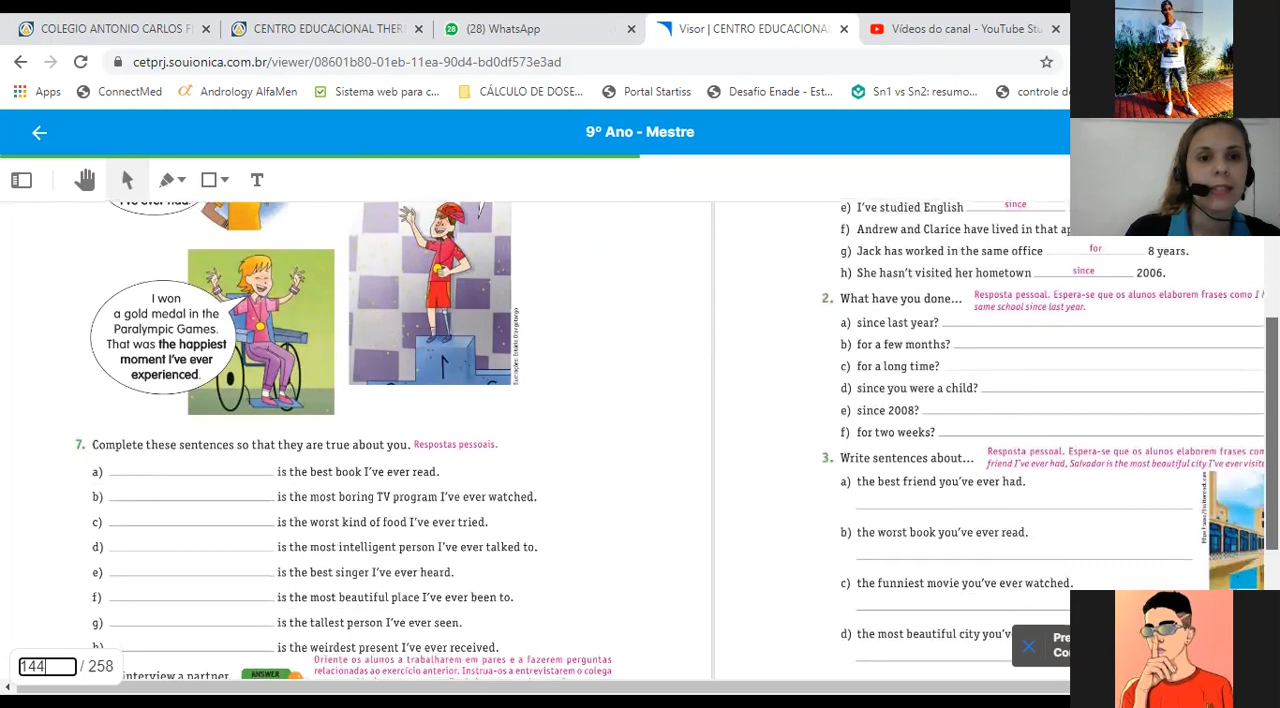 COLEGIO ANTONIO CARLOS F
CENTRO EDUCACIONAL THER
(28) WhatsApp
Visor | CENTRO EDUCACIONA
Vídeos do canal - YouTube Stu
cetprj.souionica.com.br/viewer/08601b80-01eb-11ea-90d4-bd0df573e3ad
Apps
ConnectMed
Andrology AlfaMen
Sistema web para c...
CÁLCULO DE DOSE...
Portal Startiss
Desafio Enade - Est...
Sn1 vs Sn2: resumo...
controle d
9º Ano - Mestre
I've ever had.
I won
a gold medal in the
Paralympic Games.
That was the happiest
moment I've ever
experienced.
1
7. Complete these sentences so that they are true about you. Respostas pessoais.
a) is the best book I've ever read.
b) is the most boring TV program I've ever watched.
c) is the worst kind of food I've ever tried.
d) is the most intelligent person I've ever talked to.
e) is the best singer I've ever heard.
f) is the most beautiful place I've ever been to.
g) is the tallest person I've ever seen.
h) is the weirdest present I've ever received.
interview a partner
ANSWER
Oriente os alunos a trabalharem em pares e a fazerem perguntas
relacionadas ao exercício anterior. Instrua-os a entrevistarem o colega
144 / 258
e) I've studied English since
f) Andrew and Clarice have lived in that ap
g) Jack has worked in the same office for 8 years.
h) She hasn't visited her hometown since 2006.
2. What have you done... Resposta pessoal. Espera-se que os alunos elaborem frases como I
same school since last year.
a) since last year?
b) for a few months?
c) for a long time?
d) since you were a child?
e) since 2008?
f) for two weeks?
3. Write sentences about... Resposta pessoal. Espera-se que os alunos elaborem frases com
friend I've ever had, Salvador is the most beautiful city I've ever visite
a) the best friend you've ever had.
b) the worst book you've ever read.
c) the funniest movie you've ever watched.
d) the most beautiful city you'v
Pre
Co